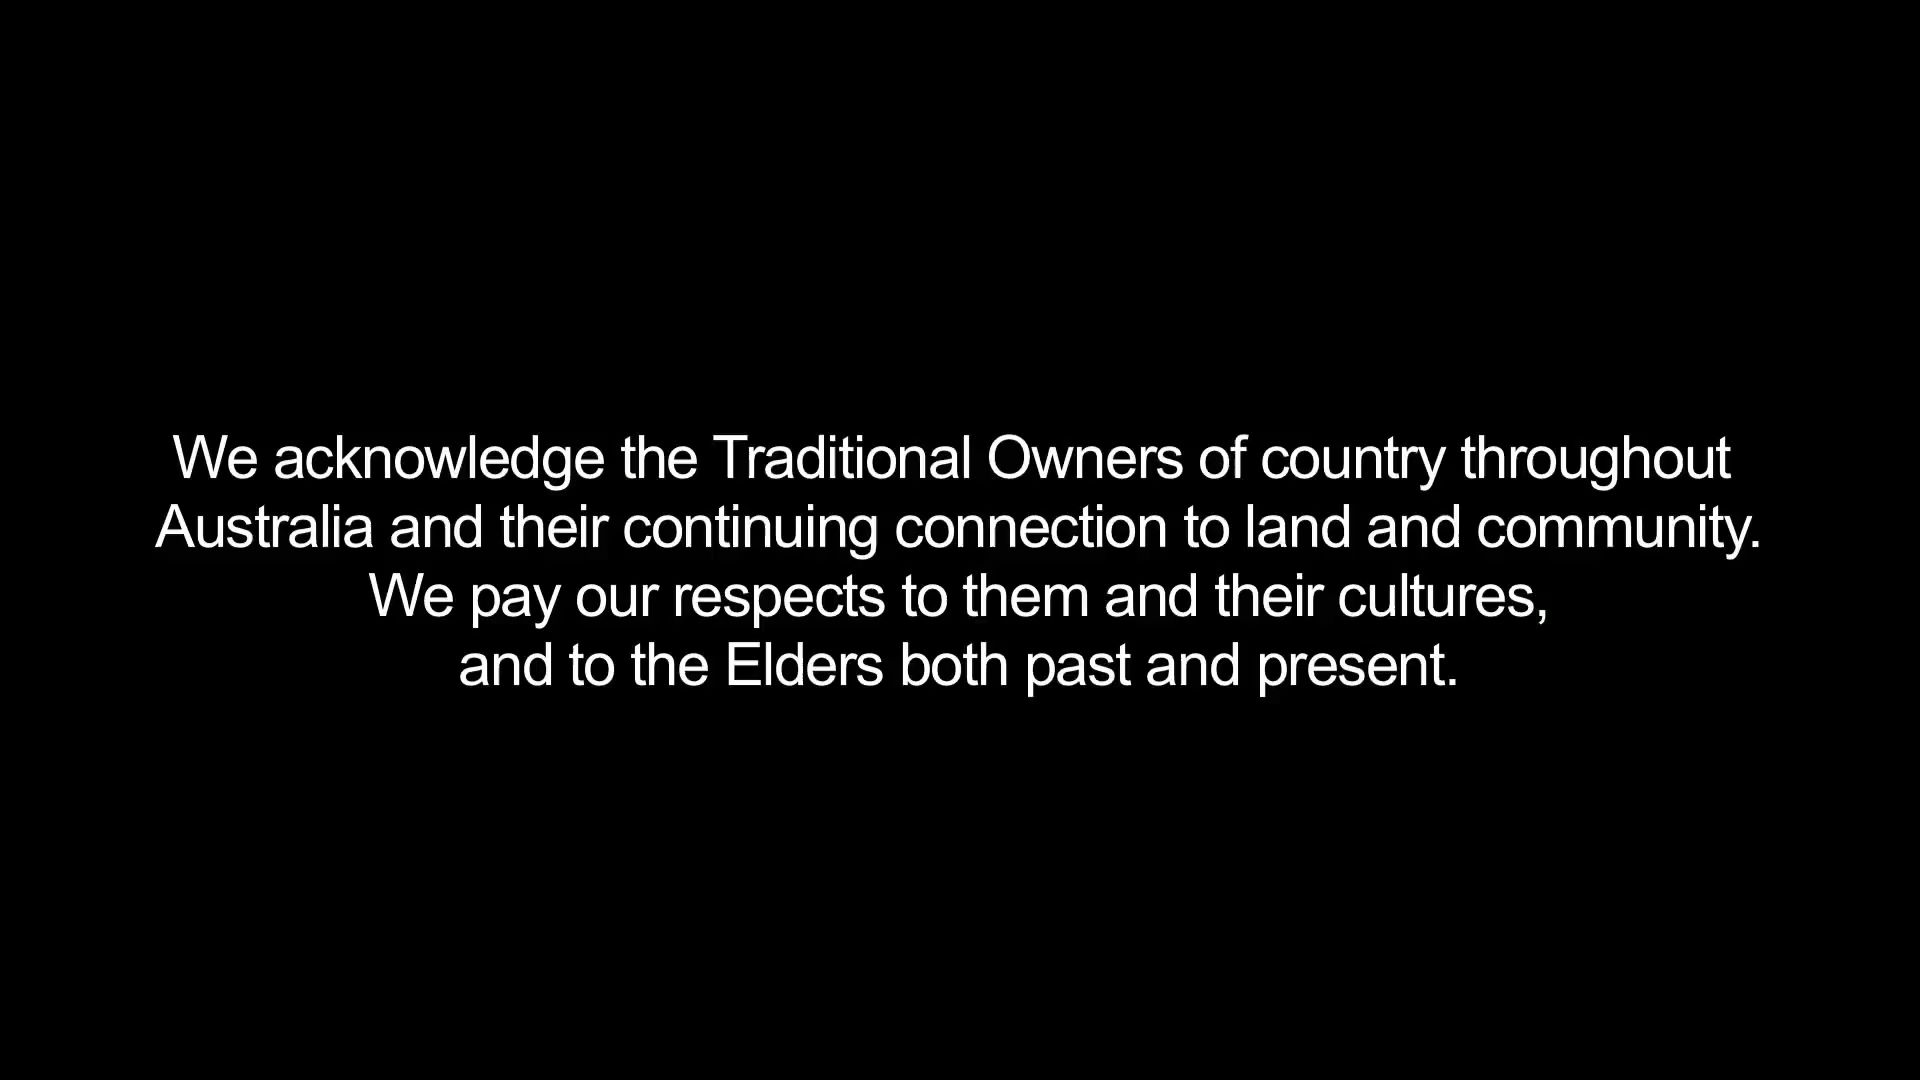 We acknowledge the Traditional Owners of country throughout
Australia and their continuing connection to land and community.
We pay our respects to them and their cultures,
and to the Elders both past and present.